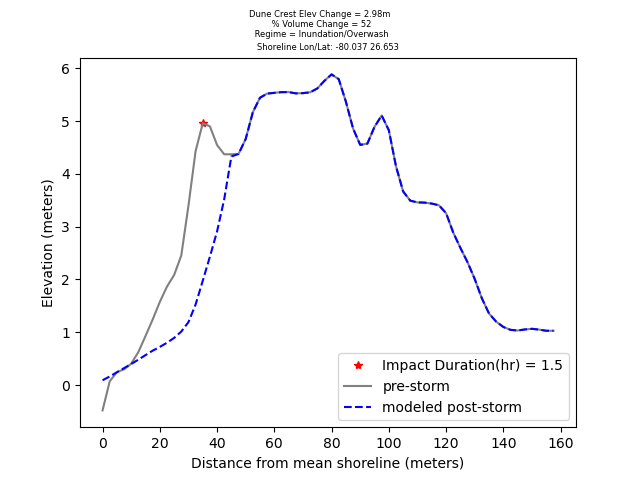 Dune Crest Elev Change = 2.98m
% Volume Change = 52
Regime = Inundation/Overwash
Shoreline Lon/Lat: -80.037 26.653
6
5
4
3
2
1
0
Elevation (meters)
Impact Duration(hr) = 1.5
pre-storm
modeled post-storm
0 20 40 60 80 100 120 140 160
Distance from mean shoreline (meters)